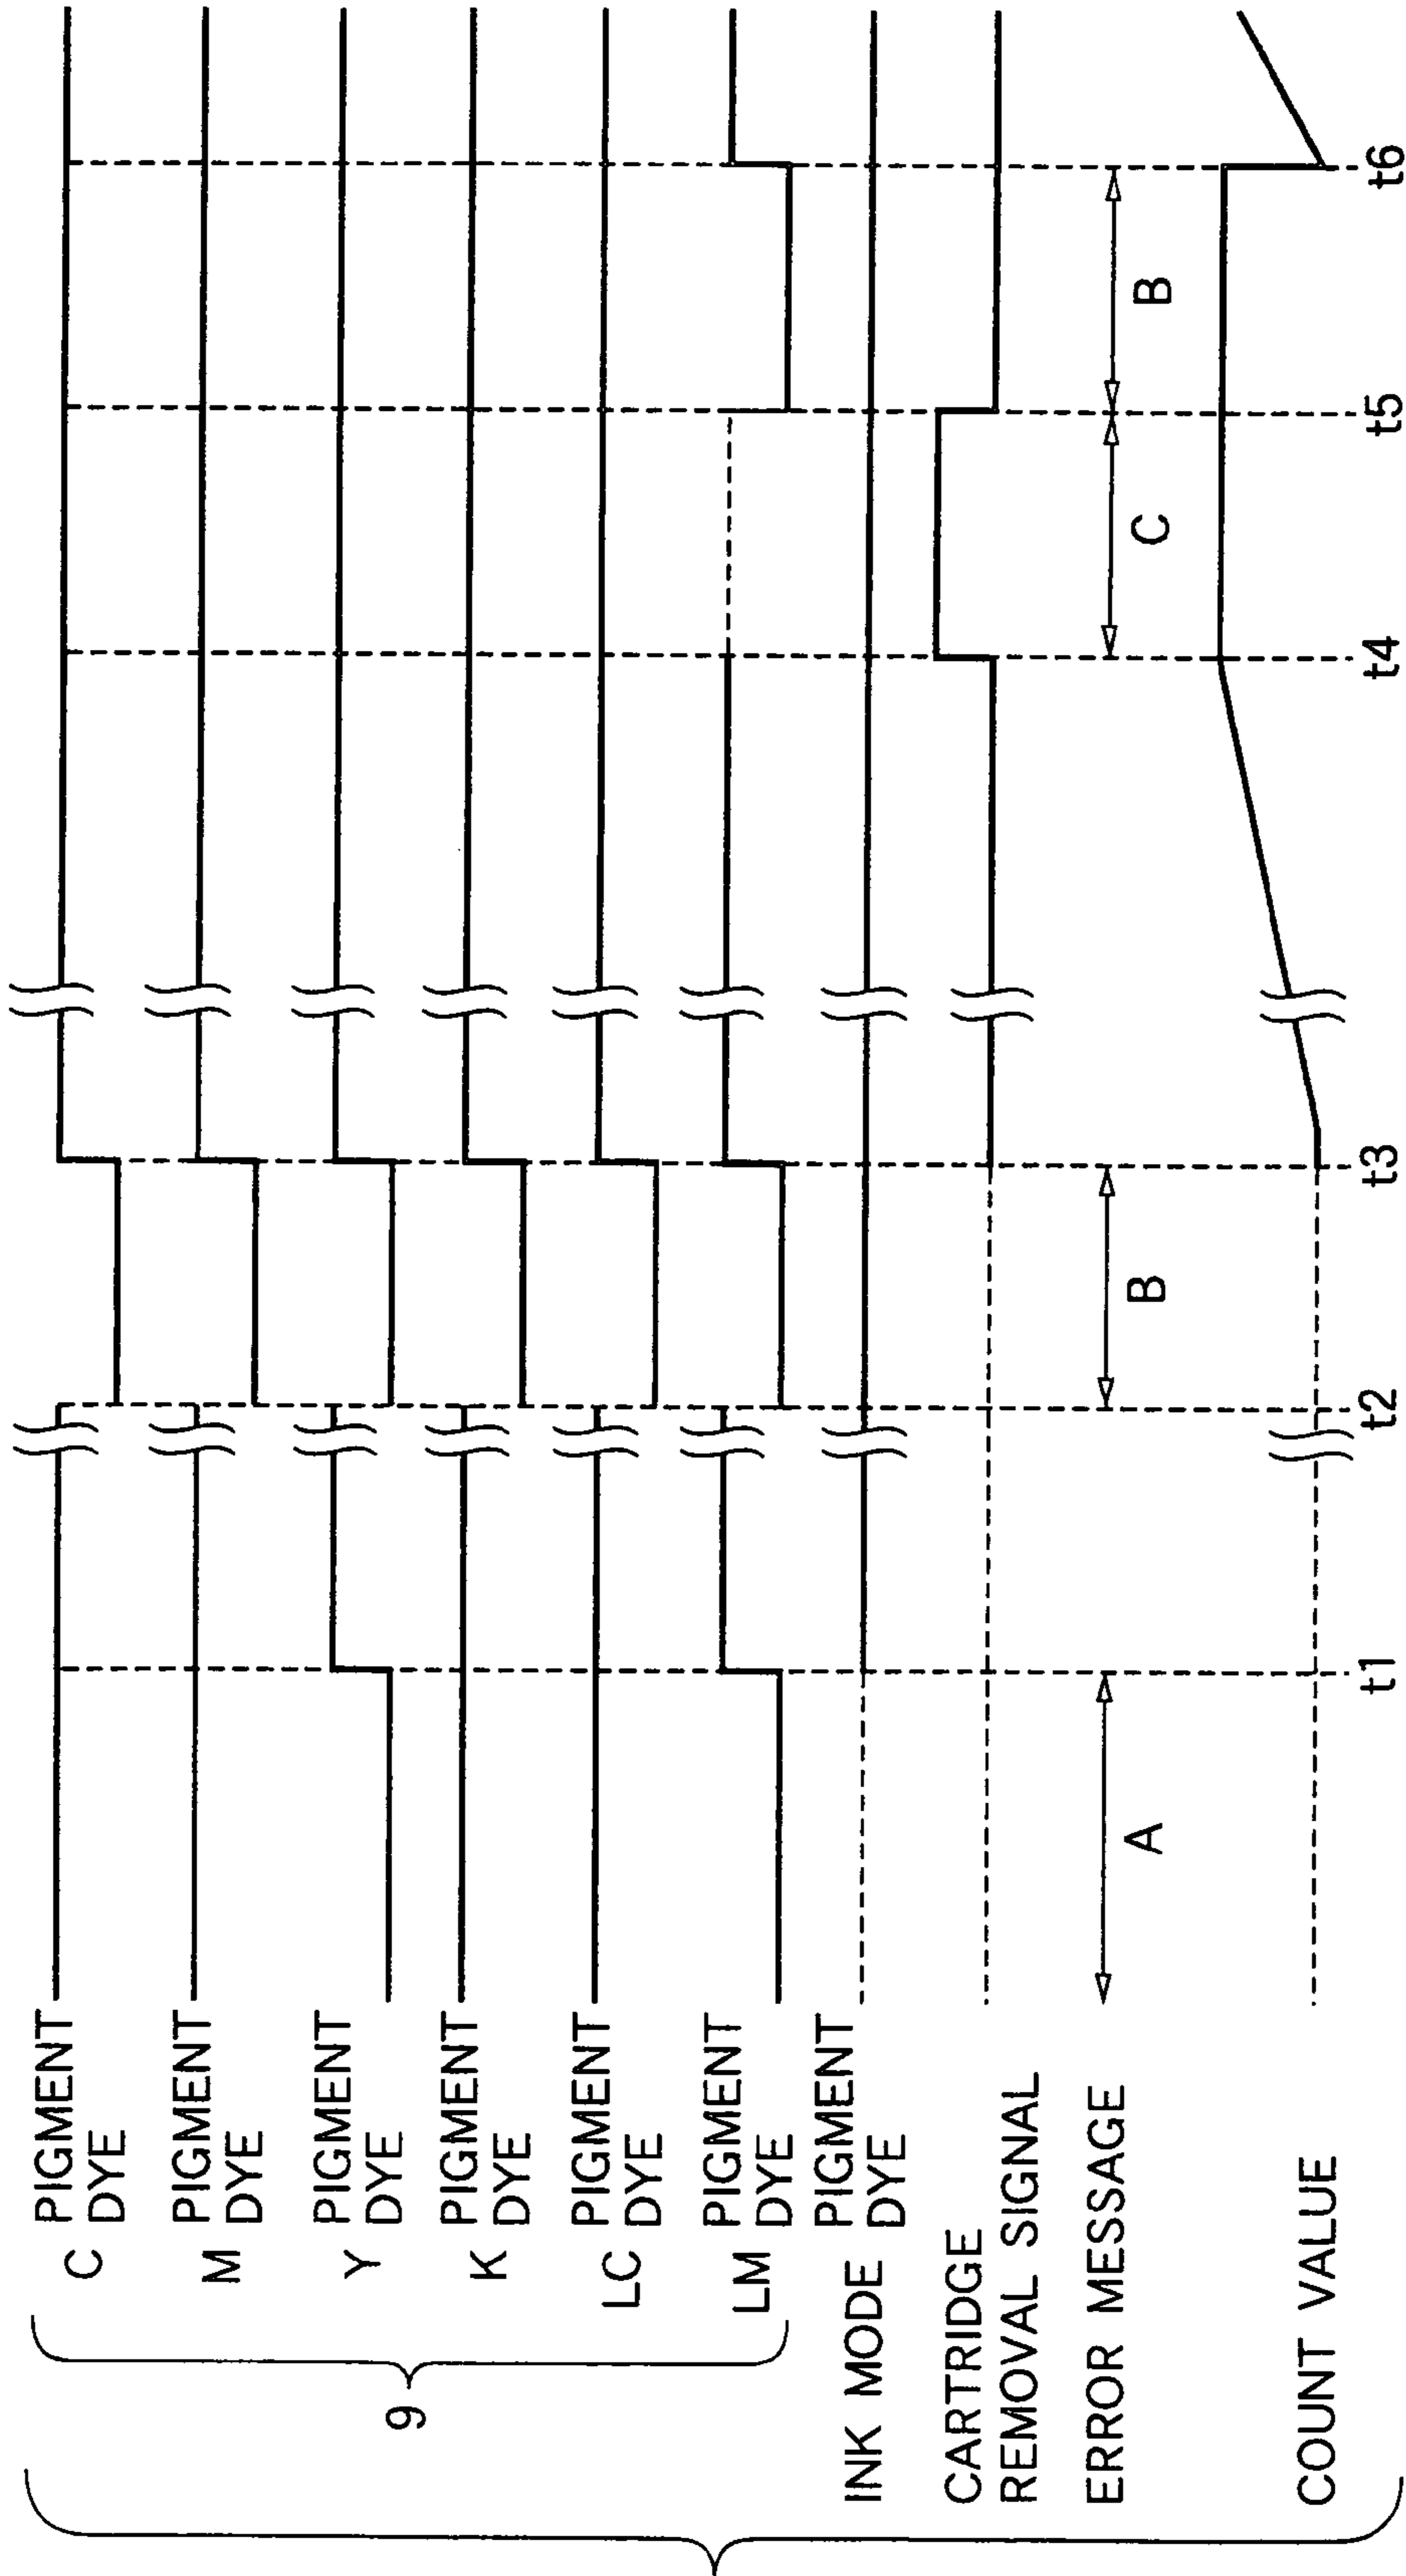 C PIGMENT
DYE
M PIGMENT
DYE
Y PIGMENT
DYE
K PIGMENT
DYE
LC PIGMENT
DYE
LM PIGMENT
DYE
9
INK MODE PIGMENT
DYE
CARTRIDGE
REMOVAL SIGNAL
ERROR MESSAGE
A B C B
COUNT VALUE
t1 t2 t3 t4 t5 t6